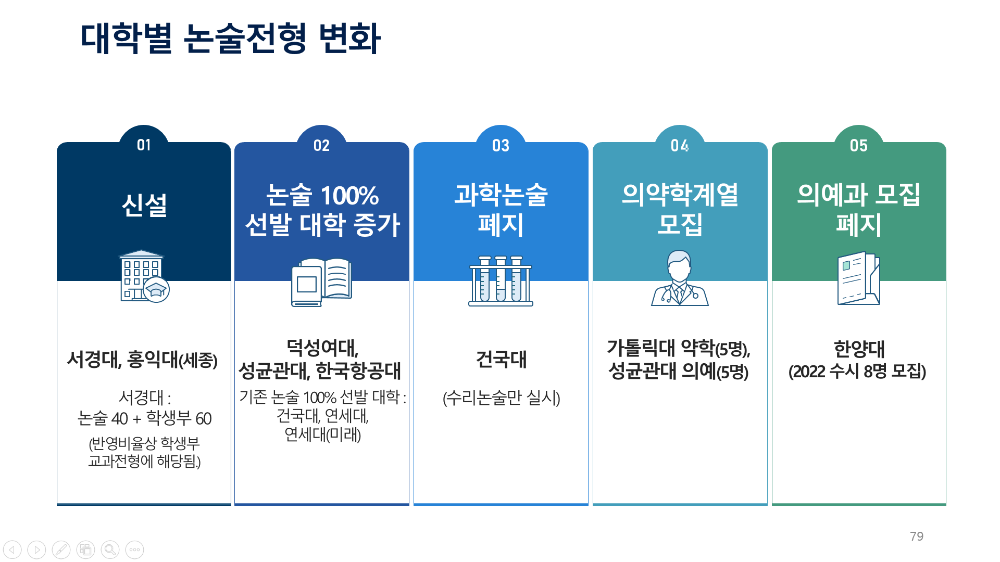 대학별 논술전형 변화
01
신설
서경대, 홍익대(세종)
서경대 :
논술 40 + 학생부 60
(반영비율상 학생부
교과전형에 해당됨.)
02
논술 100%
선발 대학 증가
덕성여대,
성균관대, 한국항공대
기존 논술 100% 선발 대학 :
건국대, 연세대,
연세대(미래)
03
과학논술
폐지
건국대
(수리논술만 실시)
04
의약학계열
모집
가톨릭대 약학(5명),
성균관대 의예(5명)
05
의예과 모집
폐지
한양대
(2022 수시 8명 모집)
79